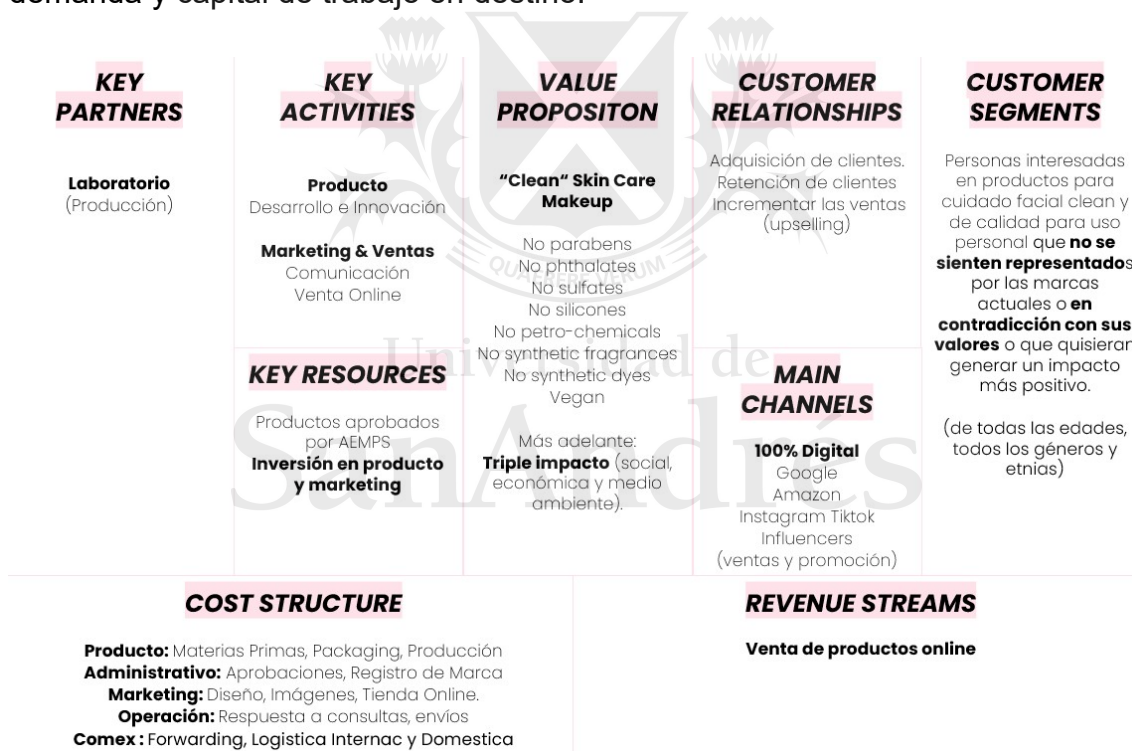 demanda y capital de trabajo en destino.
KEY
PARTNERS
Laboratorio
(Producción)
KEY
ACTIVITIES
Producto
Desarrollo e Innovación
Marketing & Ventas
Comunicación
Venta Online
KEY RESOURCES
Productos aprobados
por AEMPS
Inversión en producto
y marketing
VALUE
PROPOSITON
“Clean“ Skin Care
Makeup
No parabens
No phthalates
No sulfates
No silicones
No petro-chemicals
No synthetic fragrances
No synthetic dyes
Vegan
Más adelante:
Triple impacto (social,
económica y medio
ambiente).
CUSTOMER
RELATIONSHIPS
Adquisición de clientes.
Retención de clientes
Incrementar las ventas
(upselling)
MAIN
CHANNELS
100% Digital
Google
Amazon
Instagram Tiktok
Influencers
(ventas y promoción)
CUSTOMER
SEGMENTS
Personas interesadas
en productos para
cuidado facial clean y
de calidad para uso
personal que no se
sienten representados
por las marcas
actuales o en
contradicción con sus
valores o que quisieran
generar un impacto
más positivo.
(de todas las edades,
todos los géneros y
etnias)
COST STRUCTURE
Producto: Materias Primas, Packaging, Producción
Administrativo: Aprobaciones, Registro de Marca
Marketing: Diseño, Imágenes, Tienda Online.
Operación: Respuesta a consultas, envíos
Comex : Forwarding, Logistica Internac y Domestica
REVENUE STREAMS
Venta de productos online
QUAERERE VERUM
Universidad de
SanAndrés